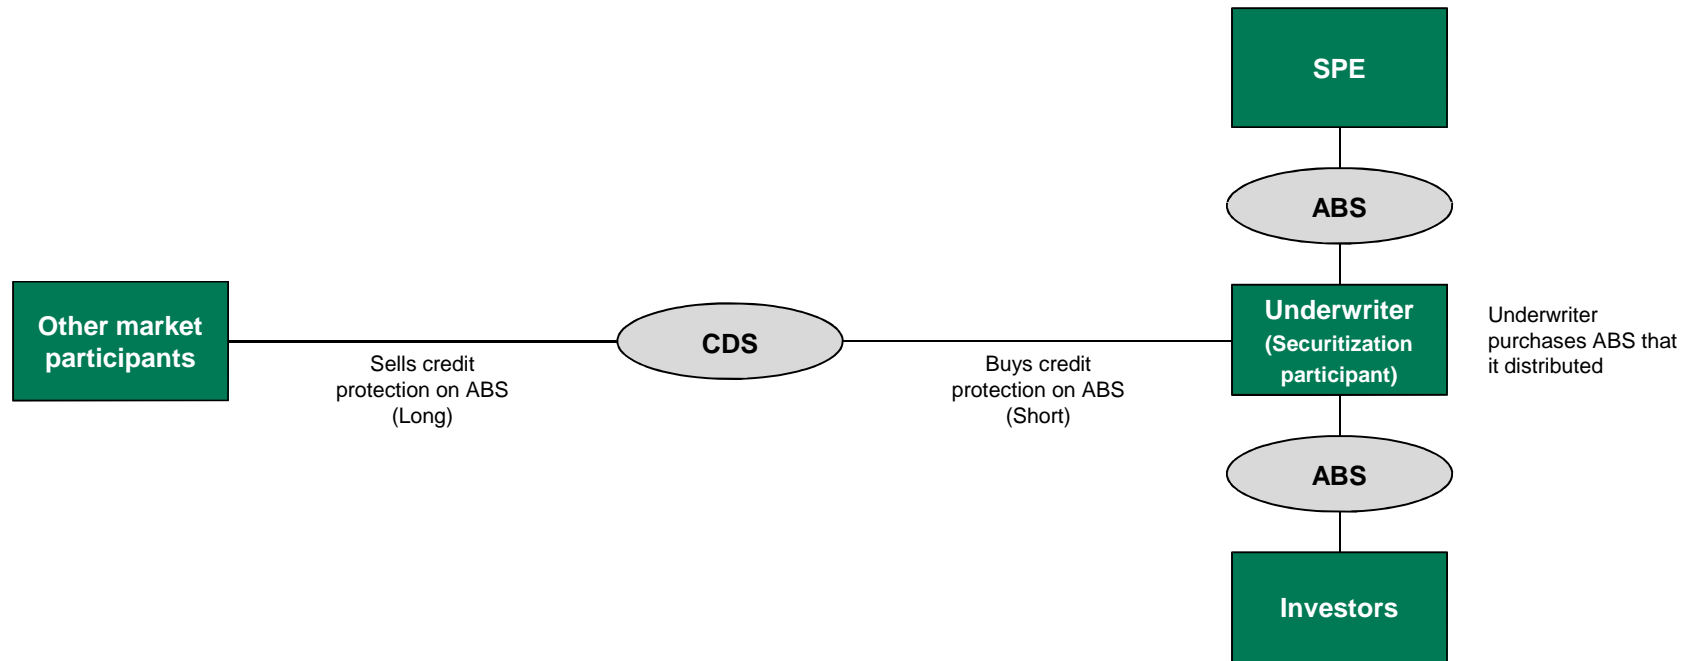 SPE
ABS
Other market
participants
Sells credit
protection on ABS
(Long)
CDS
Buys credit
protection on ABS
(Short)
Underwriter
(Securitization
participant)
Underwriter
purchases ABS that
it distributed
ABS
Investors